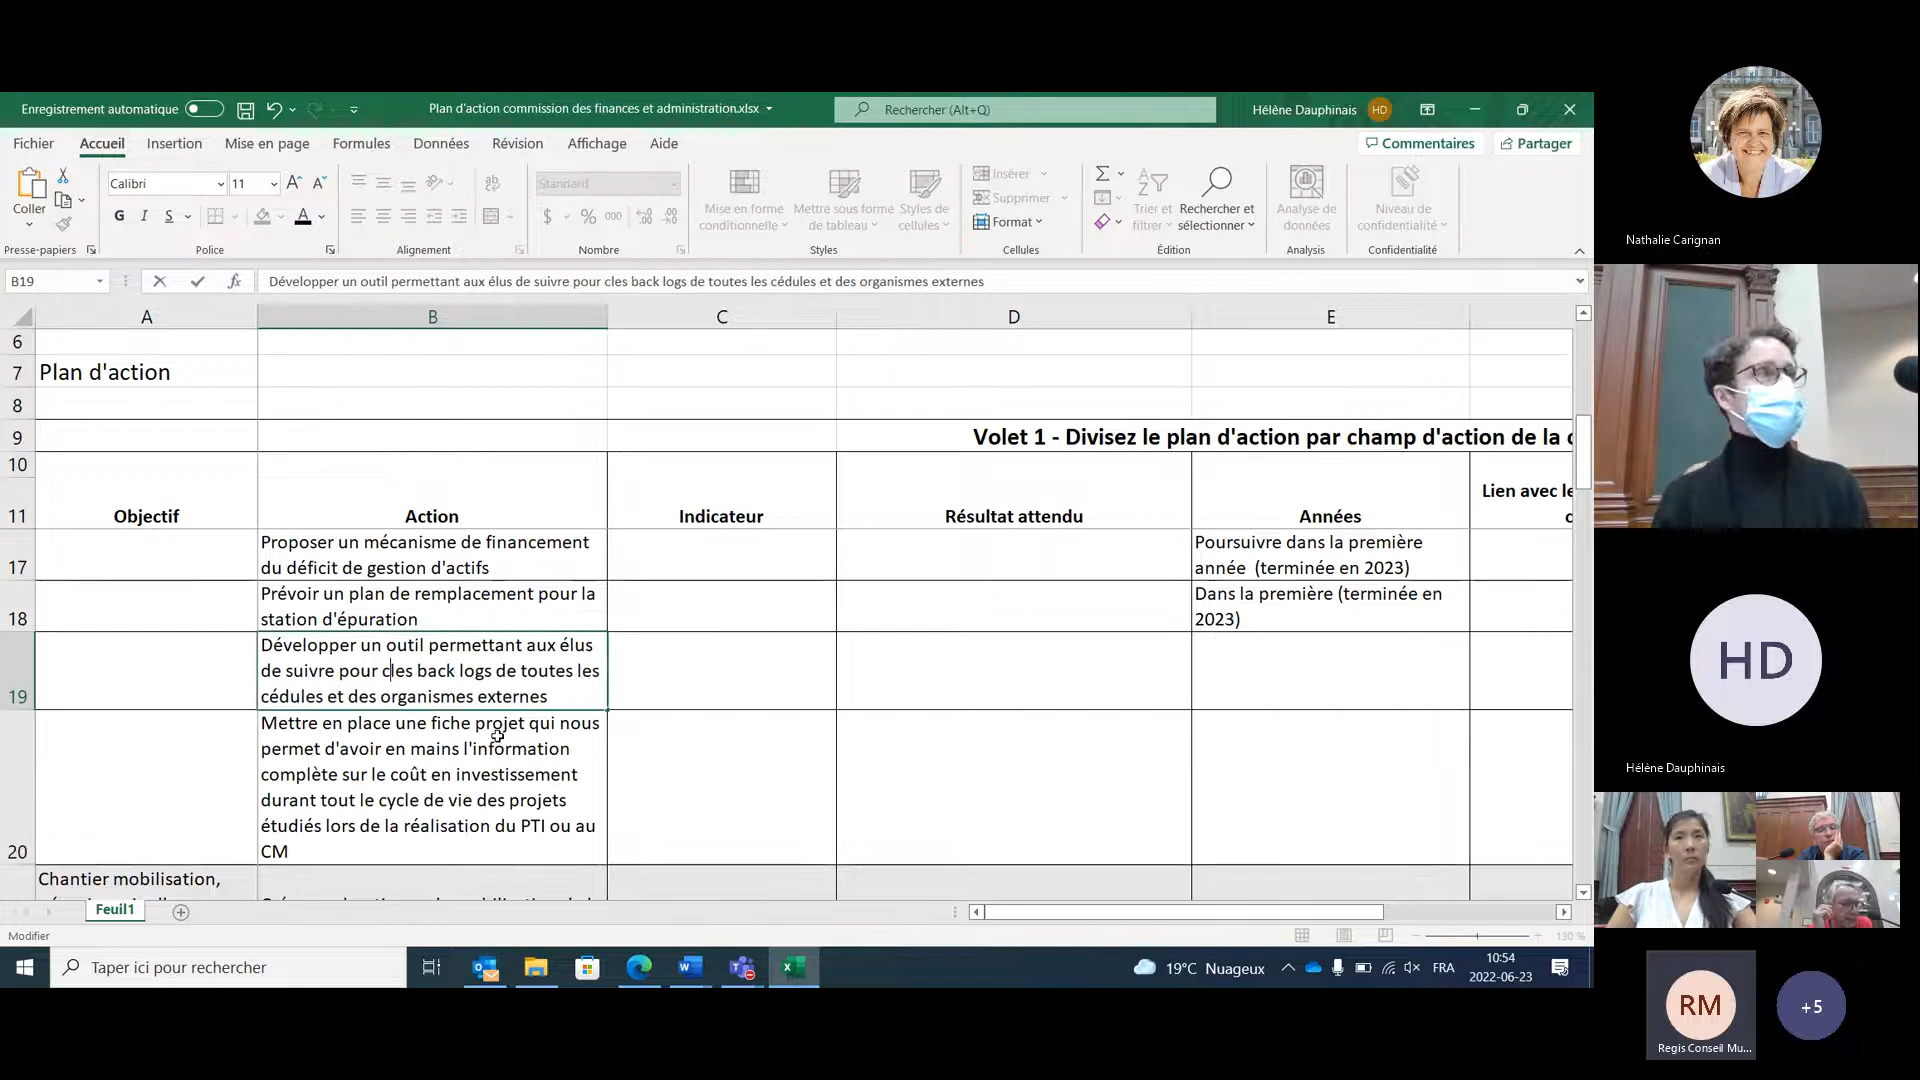 Enregistrement automatique
Plan d'action commission des finances et administration.xlsx
Rechercher (Alt+Q)
Hélène Dauphinais
HD
Fichier Accueil Insertion Mise en page Formules Données Révision Affichage Aide
Commentaires Partager
Coller
Presse-papiers
Calibri 11
G I S
Police
Alignement
Standard
$ % 000
Nombre
Mise en forme conditionnelle
Mettre sous forme de tableau
Styles de cellules
Styles
Insérer
Supprimer
Format
Cellules
Trier et filtrer
Rechercher et sélectionner
Édition
Analyse de données
Analysis
Niveau de confidentialité
Confidentialité
B19
fx
Développer un outil permettant aux élus de suivre pour cles back logs de toutes les cédules et des organismes externes
A B C D E
6
7 Plan d'action
8
9 Volet 1 - Divisez le plan d'action par champ d'action de la
10
11 Objectif Action Indicateur Résultat attendu Années
Lien avec le
17
Proposer un mécanisme de financement
du déficit de gestion d'actifs
Poursuivre dans la première
année (terminée en 2023)
18
Prévoir un plan de remplacement pour la
station d'épuration
Dans la première (terminée en
2023)
19
Développer un outil permettant aux élus
de suivre pour cles back logs de toutes les
cédules et des organismes externes
20
Mettre en place une fiche projet qui nous
permet d'avoir en mains l'information
complète sur le coût en investissement
durant tout le cycle de vie des projets
étudiés lors de la réalisation du PTI ou au
CM
Chantier mobilisation,
Feuil1
Modifier
130 %
Taper ici pour rechercher
19°C Nuageux
FRA
10:54
2022-06-23
Nathalie Carignan
HD
Hélène Dauphinais
RM
Regis Conseil Mu...
+5